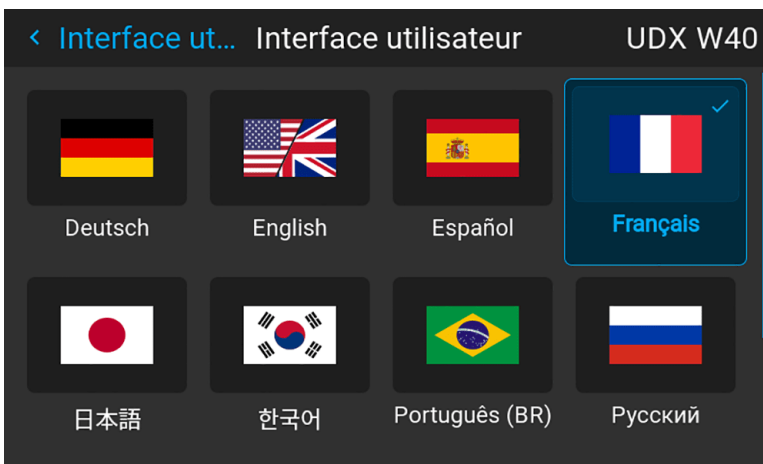 Interface ut... Interface utilisateur UDX W40
Deutsch English Español Français
日本語 한국어 Português (BR) Русский